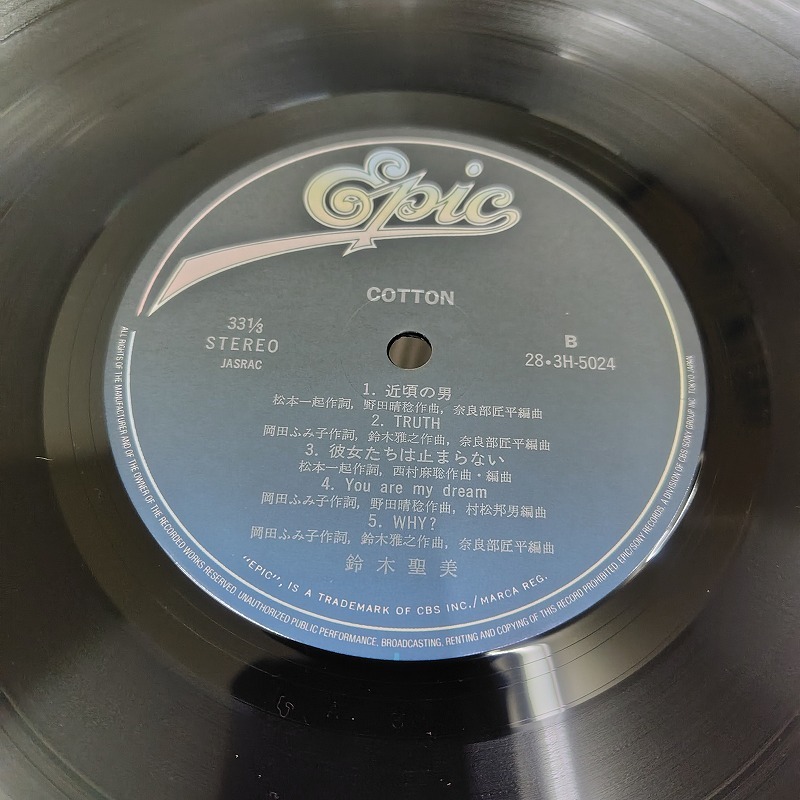 Epic
COTTON
33⅓
STEREO
JASRAC
B
28・3H-5024
1. 近頃の男
松本一起作詞, 野田晴稔作曲, 奈良部匠平編曲
2. TRUTH
岡田ふみ子作詞, 鈴木雅之作曲, 奈良部匠平編曲
3. 彼女たちは止まらない
松本一起作詞, 西村麻聡作曲・編曲
4. You are my dream
岡田ふみ子作詞, 野田晴稔作曲, 村松邦男編曲
5. WHY?
岡田ふみ子作詞, 鈴木雅之作曲, 奈良部匠平編曲
鈴木聖美
"EPIC", IS A TRADEMARK OF CBS INC./MARCA REG.
ALL RIGHTS OF THE MANUFACTURER AND OF THE OWNER OF THE RECORDED WORKS RESERVED. UNAUTHORIZED PUBLIC PERFORMANCE, BROADCASTING, RENTING AND COPYING OF THIS RECORD PROHIBITED. EPIC/SONY RECORDS. A DIVISION OF CBS/SONY GROUP INC. TOKYO JAPAN